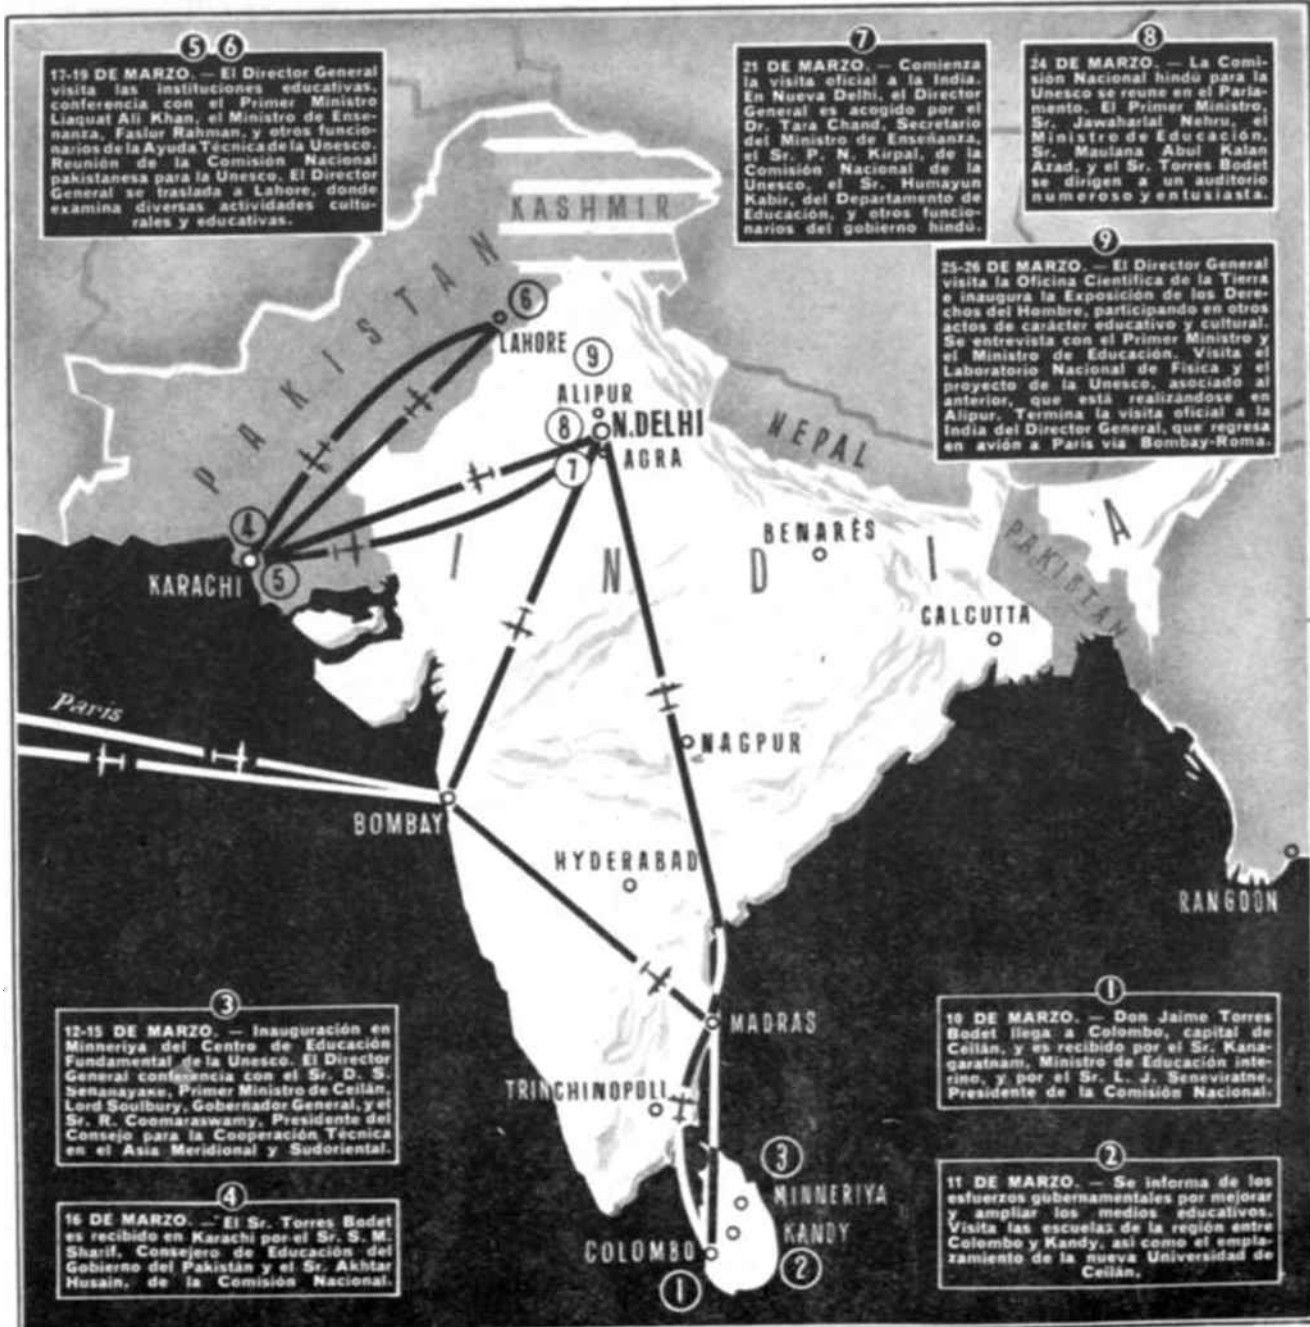 5 6
17-19 DE MARZO. — El Director General
visita las instituciones educativas,
conferencia con el Primer Ministro
Liaquat Ali Khan, el Ministro de Ense-
nanza, Faslur Rahman, y otros funcio-
narios de la Ayuda Técnica de la Unesco.
Reunión de la Comisión Nacional
pakistanesa para la Unesco. El Director
General se traslada a Lahore, donde
examina diversas actividades cultu-
rales y educativas.
7
21 DE MARZO. — Comienza
la visita oficial a la India.
En Nueva Delhi, el Director
General es acogido por el
Dr. Tara Chand, Secretario
del Ministro de Enseñanza,
el Sr. P. N. Kirpal, de la
Comisión Nacional de la
Unesco, el Sr. Humayun
Kabir, del Departamento de
Educación, y otros funcio-
narios del gobierno hindú.
8
24 DE MARZO. — La Comi-
sión Nacional hindú para la
Unesco se reune en el Parla-
mento. El Primer Ministro,
Sr. Jawaharlal Nehru, el
Ministro de Educación,
Sr. Maulana Abul Kalan
Azad, y el Sr. Torres Bodet
se dirigen a un auditorio
numeroso y entusiasta.
9
25-26 DE MARZO. — El Director General
visita la Oficina Científica de la Tierra
e inaugura la Exposición de los Dere-
chos del Hombre, participando en otros
actos de carácter educativo y cultural.
Se entrevista con el Primer Ministro y
el Ministro de Educación. Visita el
Laboratorio Nacional de Física y el
proyecto de la Unesco, asociado al
anterior, que está realizándose en
Alipur. Termina la visita oficial a la
India del Director General, que regresa
en avión a Paris via Bombay-Roma.
KASHMIR
PAKISTAN
6
LAHORE
9
ALIPUR
8
N.DELHI
7
AGRA
NEPAL
4
KARACHI
5
INDIA
BENARÉS
PAKISTAN
CALCUTTA
Paris
NAGPUR
BOMBAY
HYDERABAD
RANGOON
MADRAS
TRINCHINOPOLI
3
MINNERIYA
KANDY
COLOMBO
2
1
3
12-15 DE MARZO. — Inauguración en
Minneriya del Centro de Educación
Fundamental de la Unesco. El Director
General conferencia con el Sr. D. S.
Senanayake, Primer Ministro de Ceilán,
Lord Soulbury, Gobernador General, y el
Sr. R. Coomaraswamy, Presidente del
Consejo para la Cooperación Técnica
en el Asia Meridional y Sudoriental.
4
16 DE MARZO. — El Sr. Torres Bodet
es recibido en Karachi por el Sr. S. M.
Sharif, Consejero de Educación del
Gobierno del Pakistán y el Sr. Akhtar
Husain, de la Comisión Nacional.
1
10 DE MARZO. — Don Jaime Torres
Bodet llega a Colombo, capital de
Ceilán, y es recibido por el Sr. Kana-
garatnam, Ministro de Educación inte-
rino, y por el Sr. L. J. Seneviratne,
Presidente de la Comisión Nacional.
2
11 DE MARZO. — Se informa de los
esfuerzos gubernamentales por mejorar
y ampliar los medios educativos.
Visita las escuelas de la región entre
Colombo y Kandy, así como el empla-
zamiento de la nueva Universidad de
Ceilán.